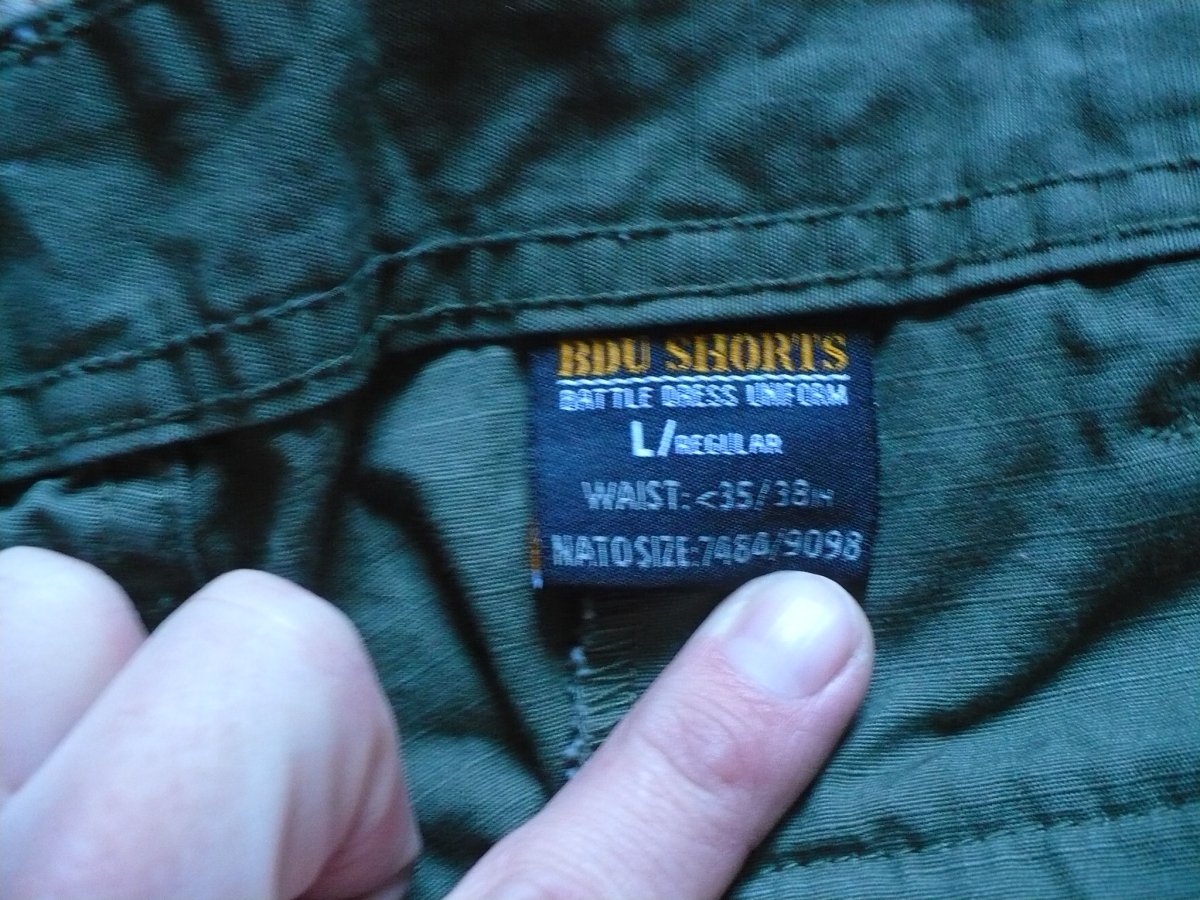 BDU SHORTS
BATTLE DRESS UNIFORM
L/REGULAR
WAIST: <35/38IN
NATO SIZE: 7484/9098